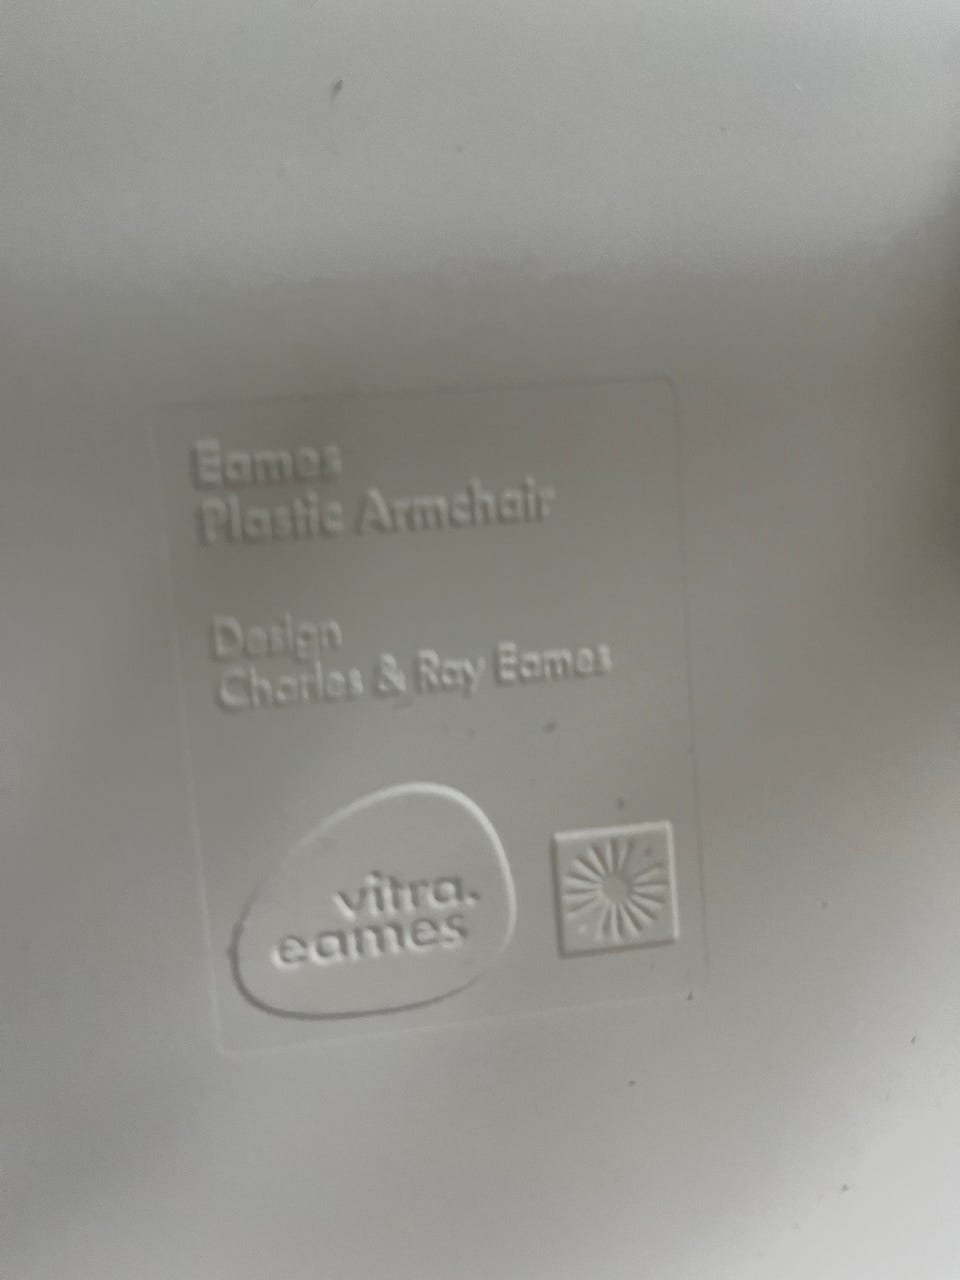 Eames
Plastic Armchair
Design
Charles & Ray Eames
vitra.
eames